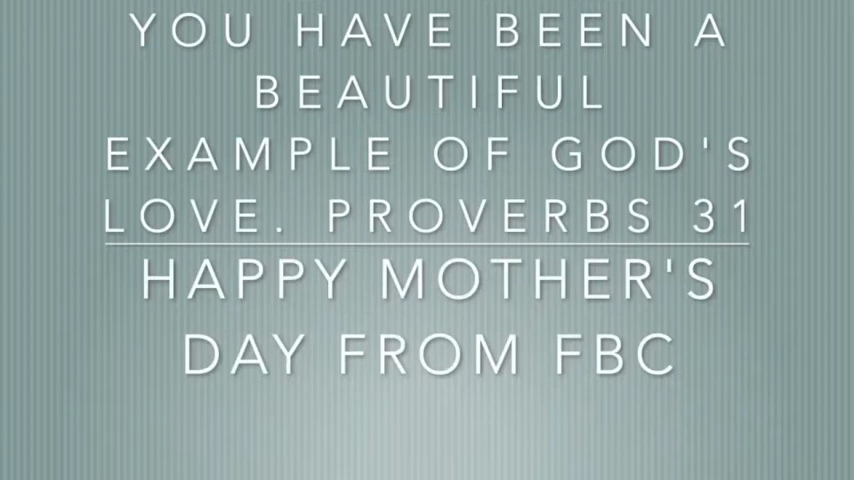 YOU HAVE BEEN A
BEAUTIFUL
EXAMPLE OF GOD'S
LOVE. PROVERBS 31
HAPPY MOTHER'S
DAY FROM FBC